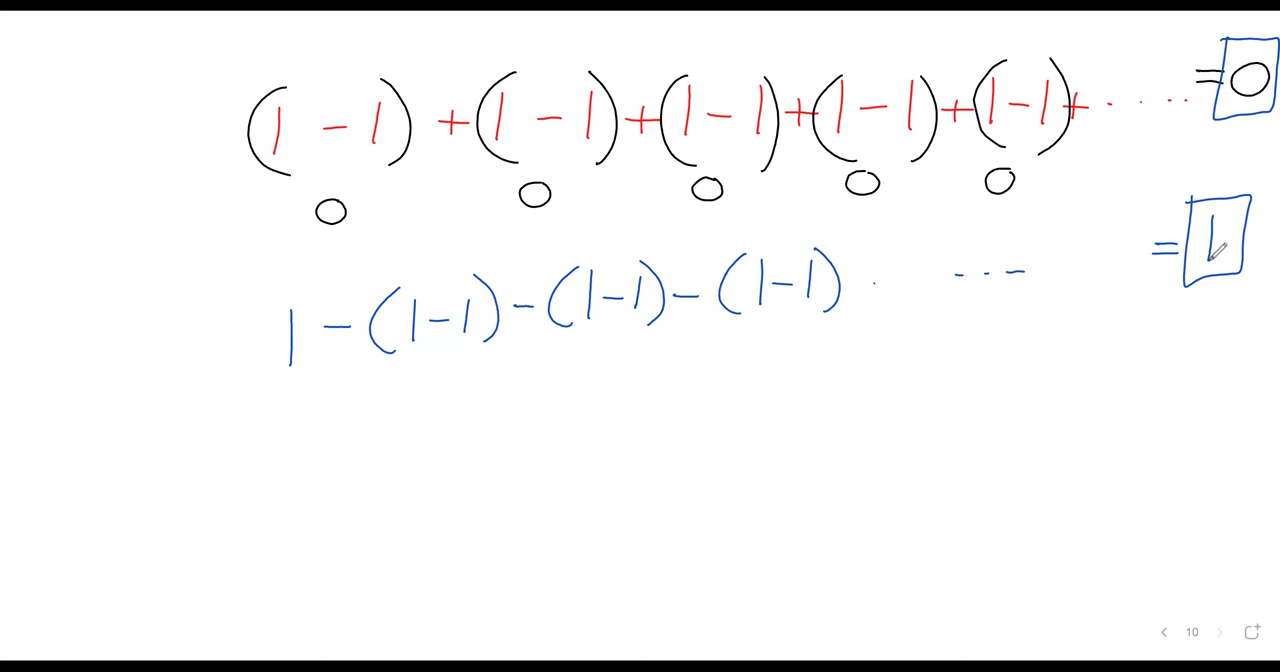 (1 - 1) + (1 - 1) + (1 - 1) + (1 - 1) + (1 - 1) + ..... = 0
0 0 0 0 0
1 - (1 - 1) - (1 - 1) - (1 - 1) . ... = 1
10